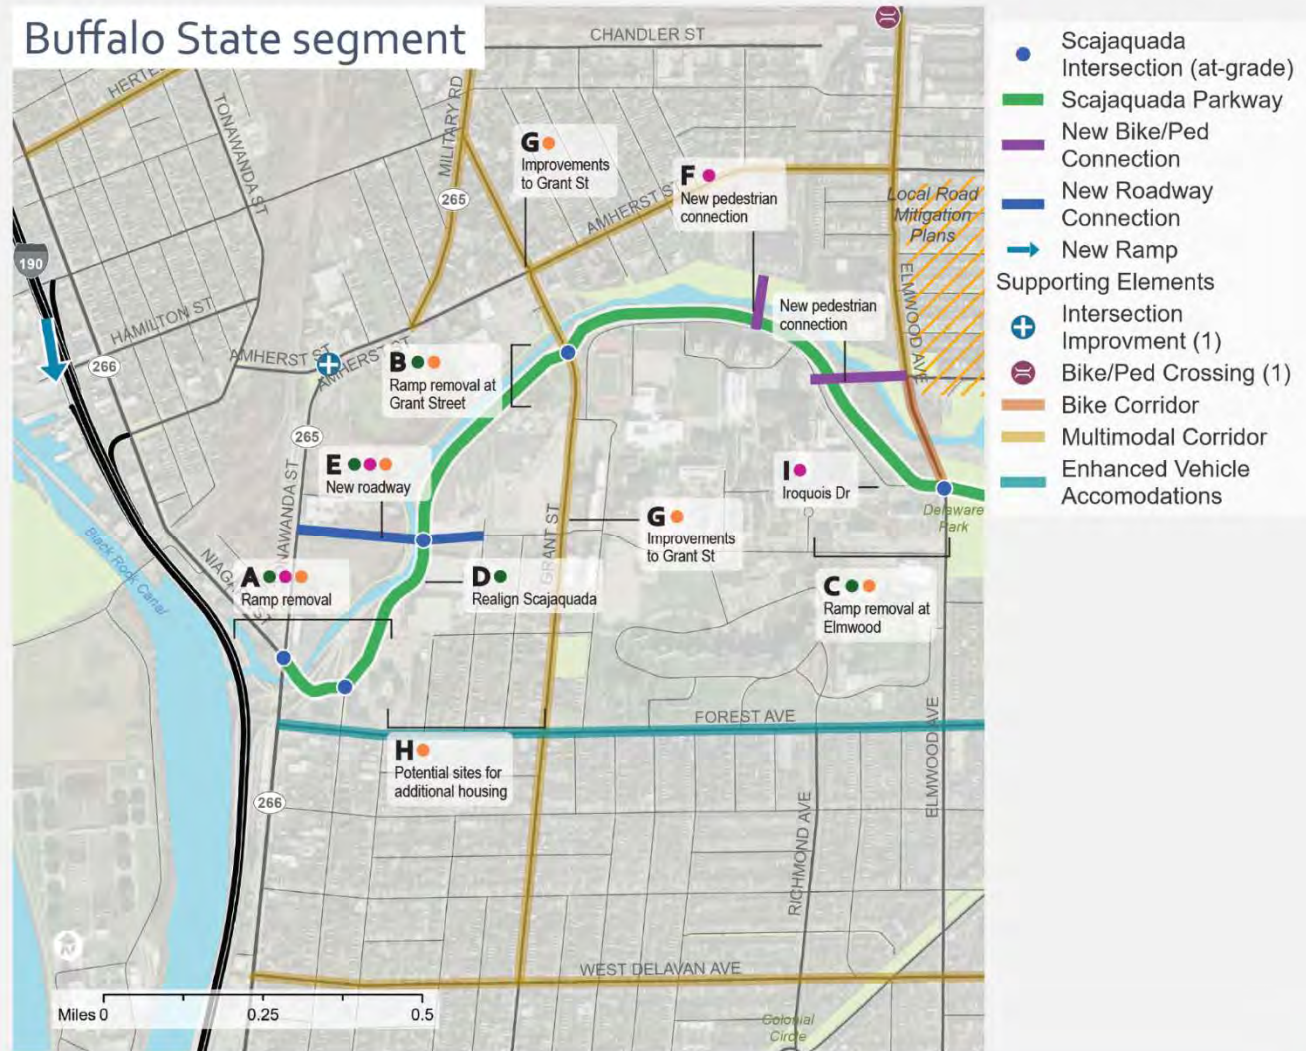 Buffalo State segment
CHANDLER ST
HERTE
TONAWANDA ST
MILITARY RD
265
G
Improvements
to Grant St
F
New pedestrian
connection
AMHERST S
Local Road
Mitigation
Plans
190
HAMILTON ST
266
AMHERST ST
AMHERST ST
B
Ramp removal at
Grant Street
New pedestrian
connection
ELMWOOD AVE
265
E
New roadway
I
Iroquois Dr
Delaware
Park
G
Improvements
to Grant St
GRANT ST
Black Rock Canal
NIAG
ST
NAWANDA ST
A
Ramp removal
D
Realign Scajaquada
C
Ramp removal at
Elmwood
FOREST AVE
ELMWOOD AVE
H
Potential sites for
additional housing
266
RICHMOND AVE
WEST DELAVAN AVE
Miles 0
0.25
0.5
Colonial
Circle
Scajaquada
Intersection (at-grade)
Scajaquada Parkway
New Bike/Ped
Connection
New Roadway
Connection
New Ramp
Supporting Elements
Intersection
Improvment (1)
Bike/Ped Crossing (1)
Bike Corridor
Multimodal Corridor
Enhanced Vehicle
Accomodations